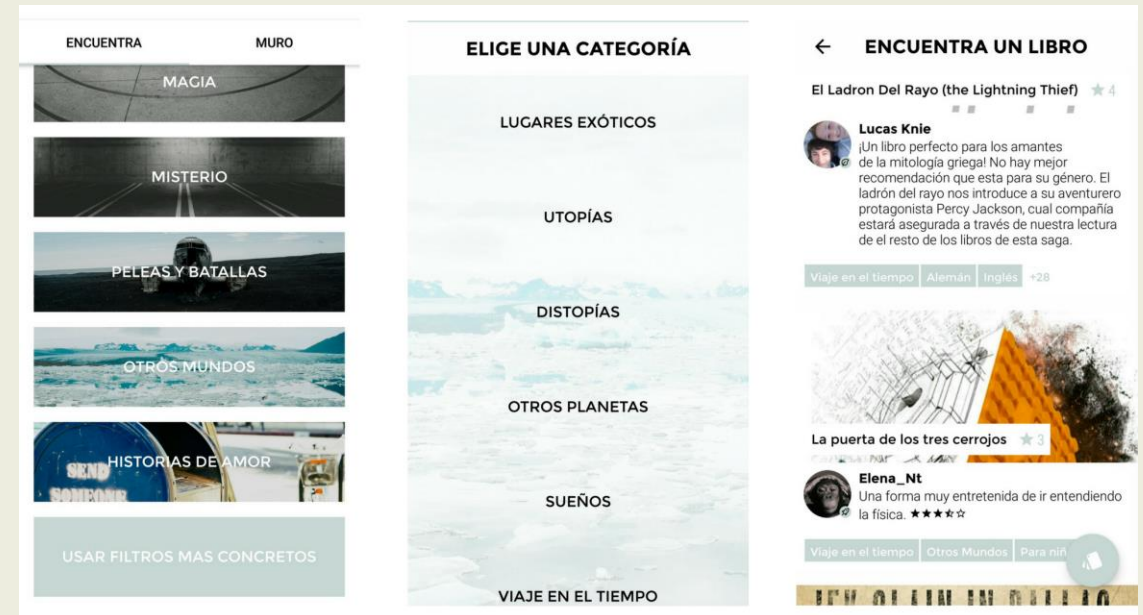 ENCUENTRA
MURO
MAGIA
MISTERIO
PELEAS Y BATALLAS
OTROS MUNDOS
SEND
SOMEONE
HISTORIAS DE AMOR
USAR FILTROS MAS CONCRETOS
ELIGE UNA CATEGORÍA
LUGARES EXÓTICOS
UTOPÍAS
DISTOPÍAS
OTROS PLANETAS
SUEÑOS
VIAJE EN EL TIEMPO
← ENCUENTRA UN LIBRO
El Ladron Del Rayo (the Lightning Thief) ★ 4
Lucas Knie
¡Un libro perfecto para los amantes
de la mitología griega! No hay mejor
recomendación que esta para su género. El
ladrón del rayo nos introduce a su aventurero
protagonista Percy Jackson, cual compañía
estará asegurada a través de nuestra lectura
de el resto de los libros de esta saga.
Viaje en el tiempo Alemán Inglés +28
La puerta de los tres cerrojos ★ 3
Elena_Nt
Una forma muy entretenida de ir entendiendo
la física. ★★★⯪☆
Viaje en el tiempo Otros Mundos Para